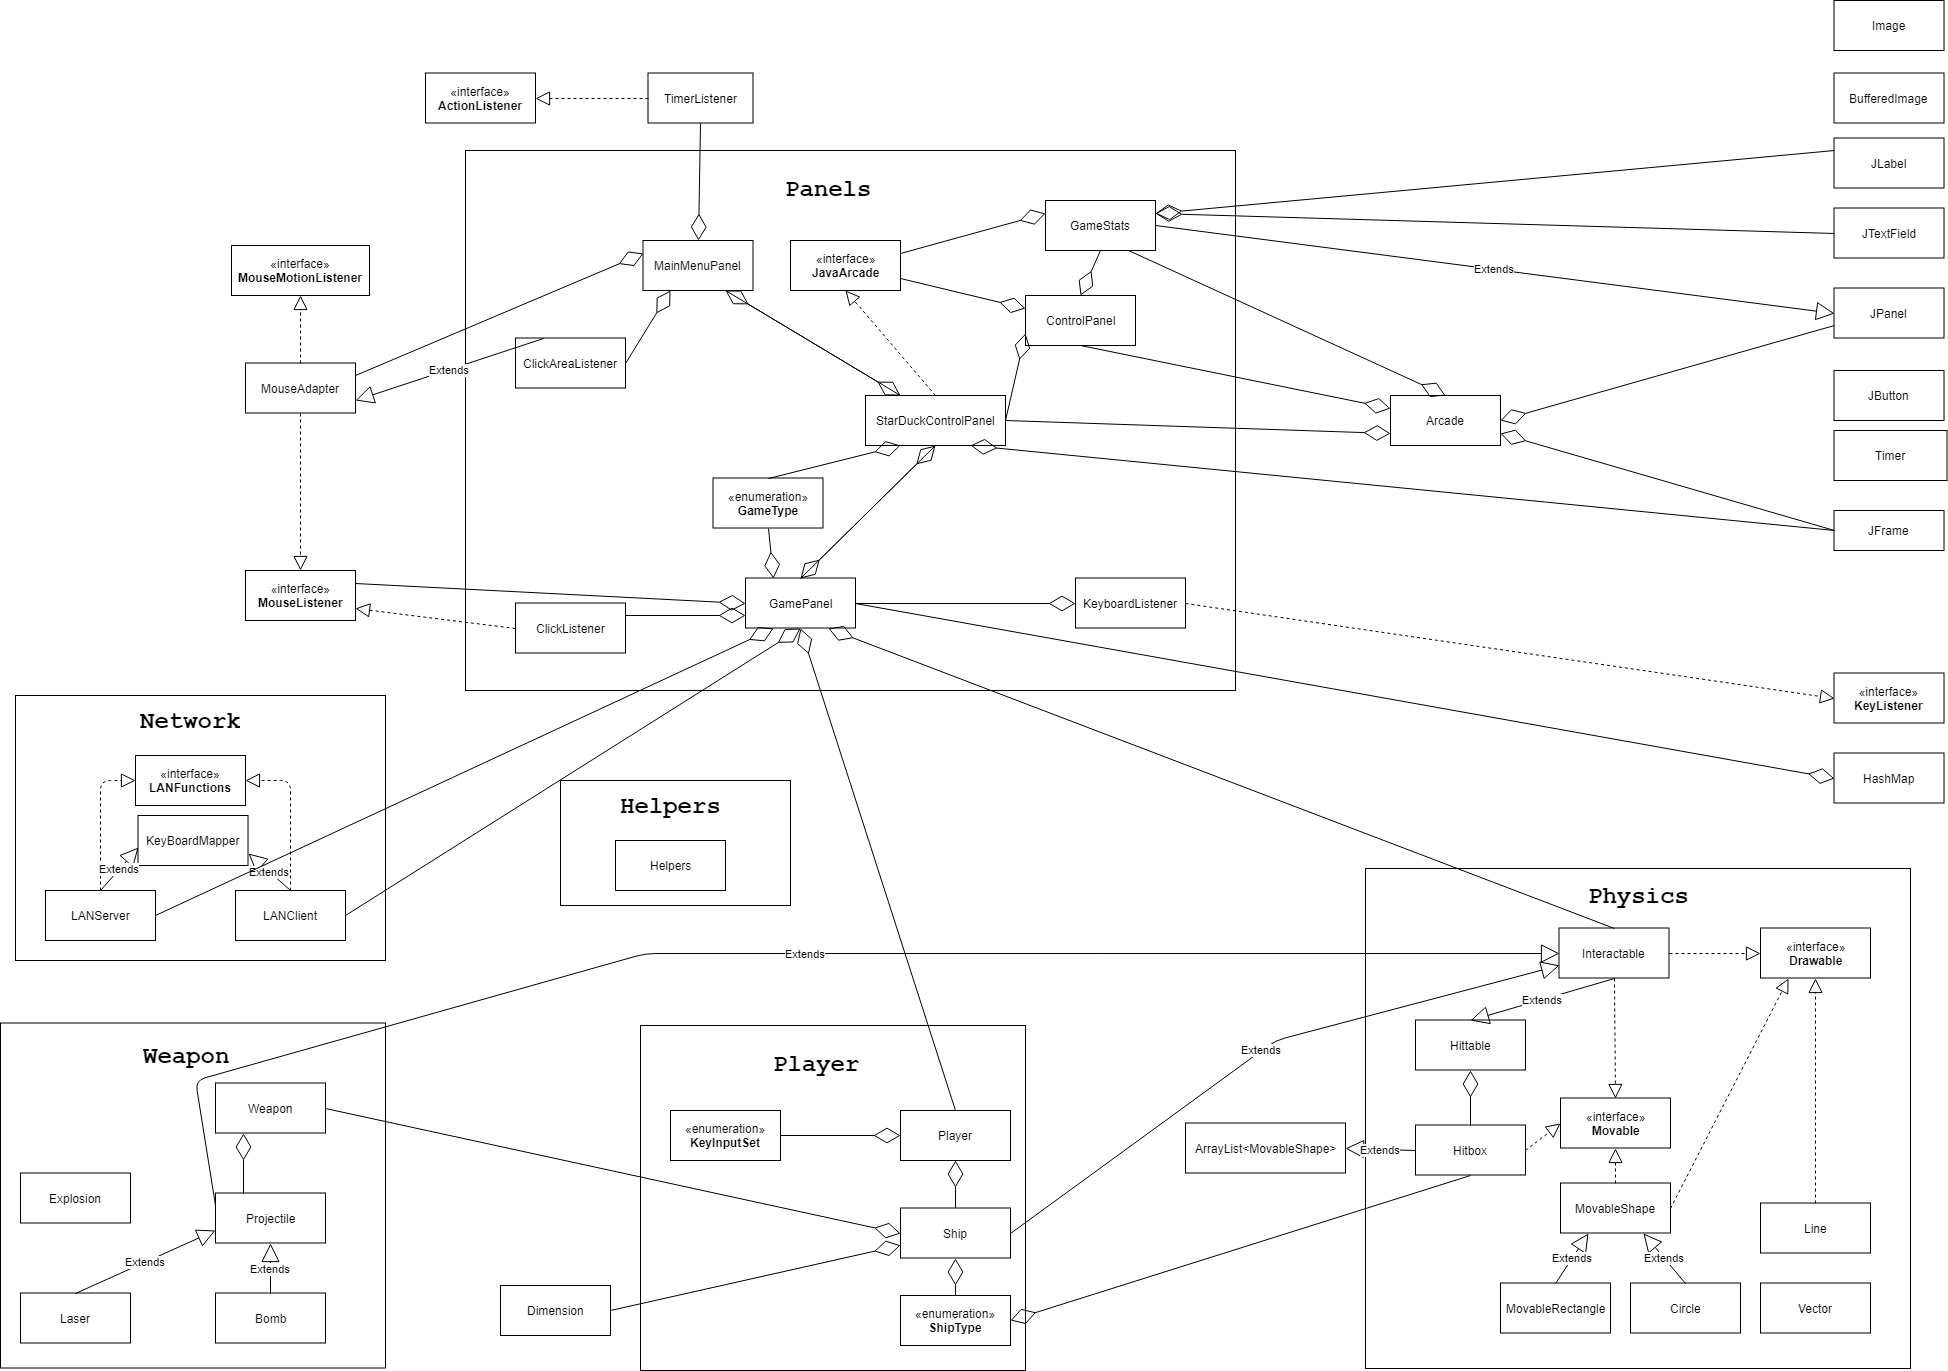 Image
«interface»
ActionListener
TimerListener
BufferedImage
JLabel
Panels
GameStats
JTextField
«interface»
MouseMotionListener
MainMenuPanel
«interface»
JavaArcade
Extends
ControlPanel
JPanel
MouseAdapter
Extends
ClickAreaListener
StarDuckControlPanel
Arcade
JButton
Timer
«enumeration»
GameType
JFrame
«interface»
MouseListener
ClickListener
GamePanel
KeyboardListener
«interface»
KeyListener
HashMap
Network
«interface»
LANFunctions
KeyBoardMapper
Extends
Extends
LANServer
LANClient
Helpers
Helpers
Physics
Extends
Interactable
«interface»
Drawable
Extends
Hittable
Extends
Weapon
Weapon
Explosion
Projectile
Extends
Extends
Laser
Bomb
Player
«enumeration»
KeyInputSet
Player
Ship
Dimension
«enumeration»
ShipType
ArrayList<MovableShape>
Extends
Hitbox
«interface»
Movable
MovableShape
Line
Extends
Extends
MovableRectangle
Circle
Vector